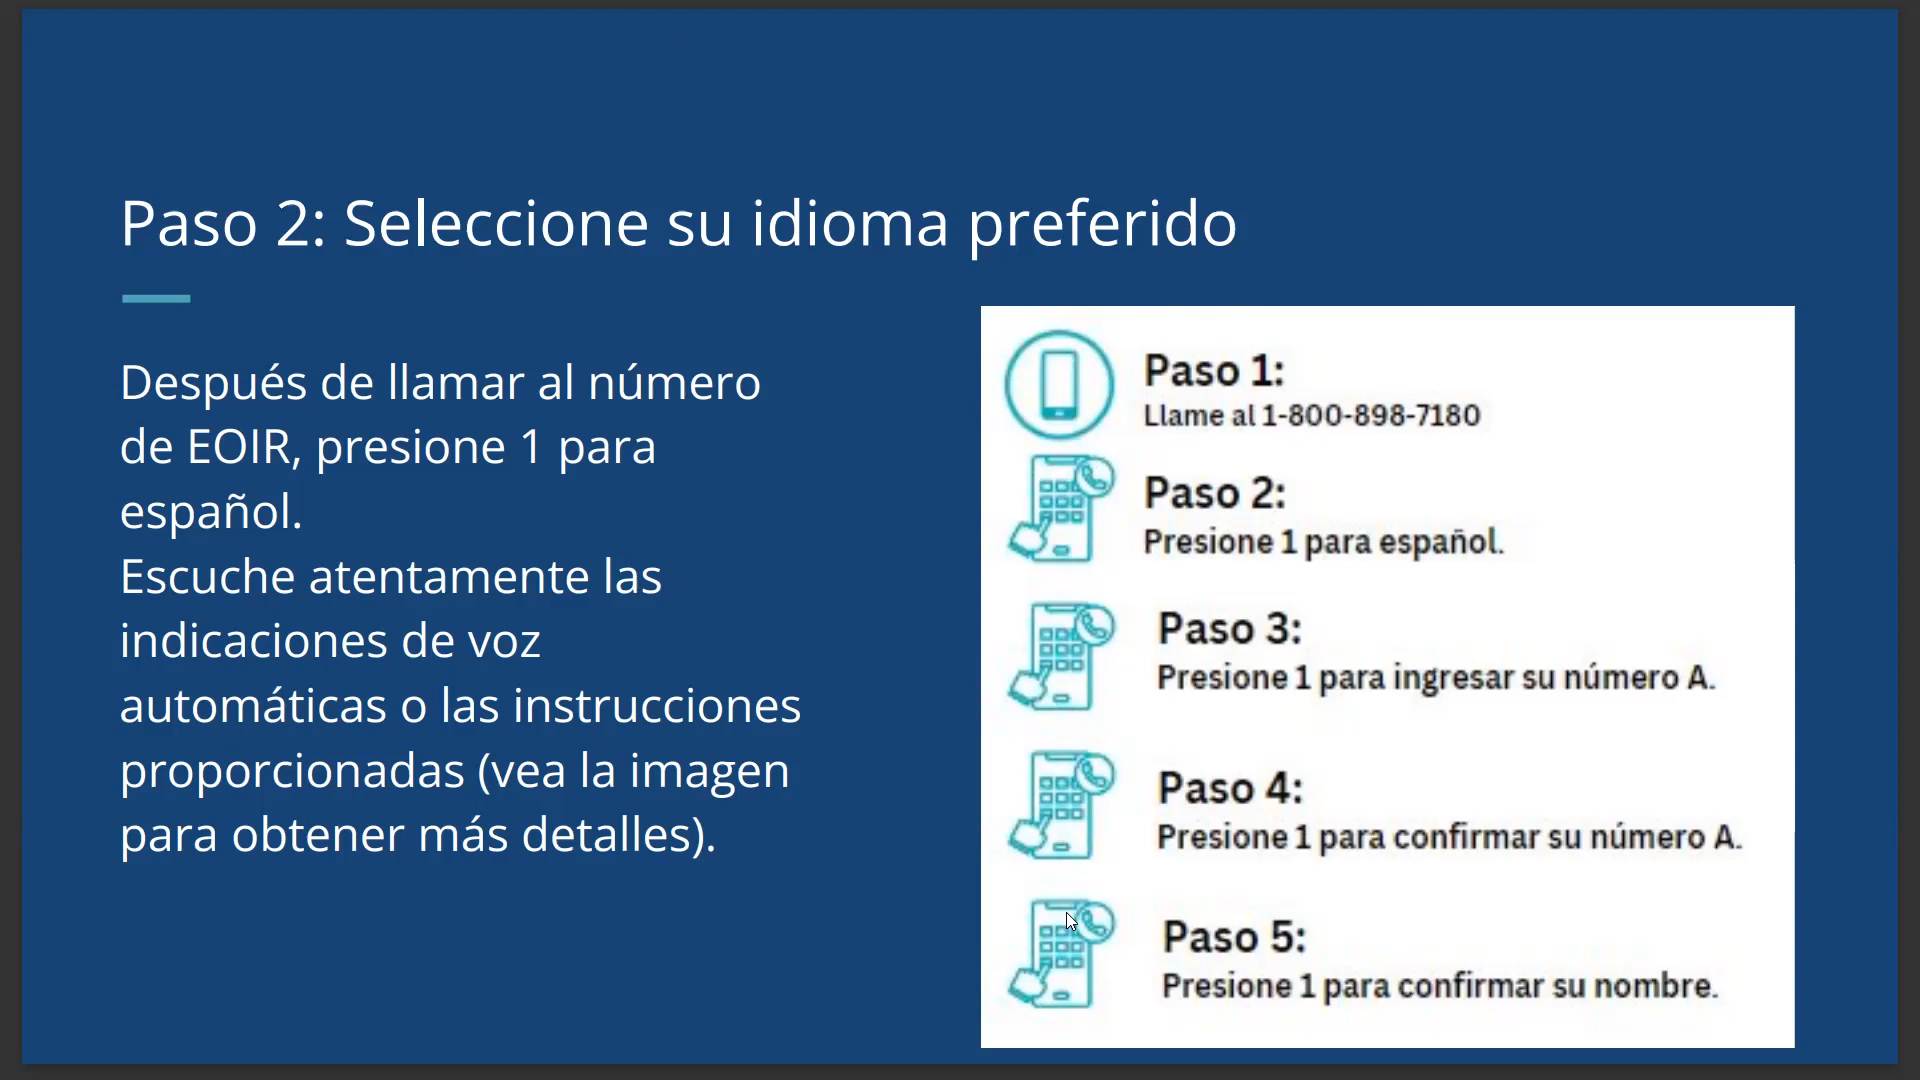 Paso 2: Seleccione su idioma preferido
Después de llamar al número
de EOIR, presione 1 para
español.
Escuche atentamente las
indicaciones de voz
automáticas o las instrucciones
proporcionadas (vea la imagen
para obtener más detalles).
Paso 1:
Llame al 1-800-898-7180
Paso 2:
Presione 1 para español.
Paso 3:
Presione 1 para ingresar su número A.
Paso 4:
Presione 1 para confirmar su número A.
Paso 5:
Presione 1 para confirmar su nombre.